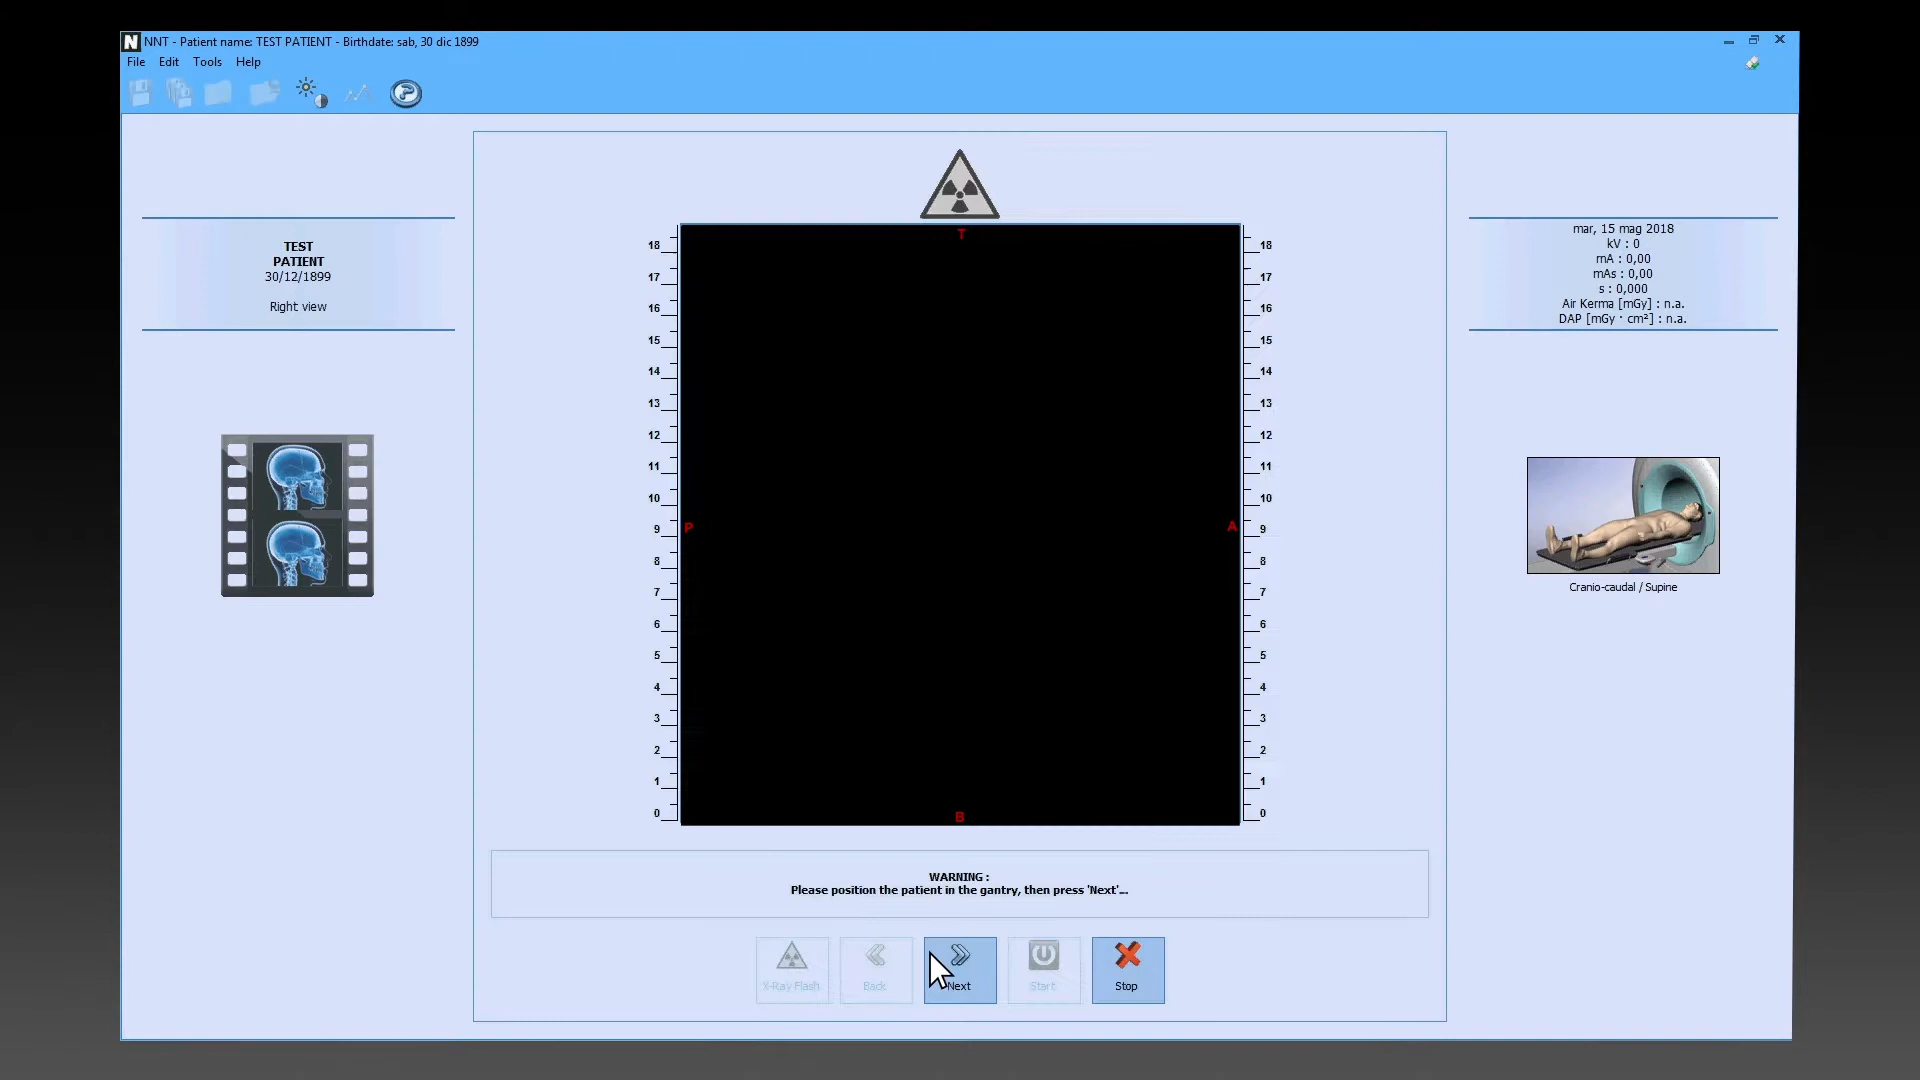 NNT - Patient name: TEST PATIENT - Birthdate: sab, 30 dic 1899
File Edit Tools Help
TEST
PATIENT
30/12/1899
Right view
T
P
A
B
18
17
16
15
14
13
12
11
10
9
8
7
6
5
4
3
2
1
0
18
17
16
15
14
13
12
11
10
9
8
7
6
5
4
3
2
1
0
mar, 15 mag 2018
kV : 0
mA : 0,00
mAs : 0,00
s : 0,000
Air Kerma [mGy] : n.a.
DAP [mGy · cm²] : n.a.
Cranio-caudal / Supine
WARNING :
Please position the patient in the gantry, then press 'Next'...
X-Ray Flash Back Next Start Stop